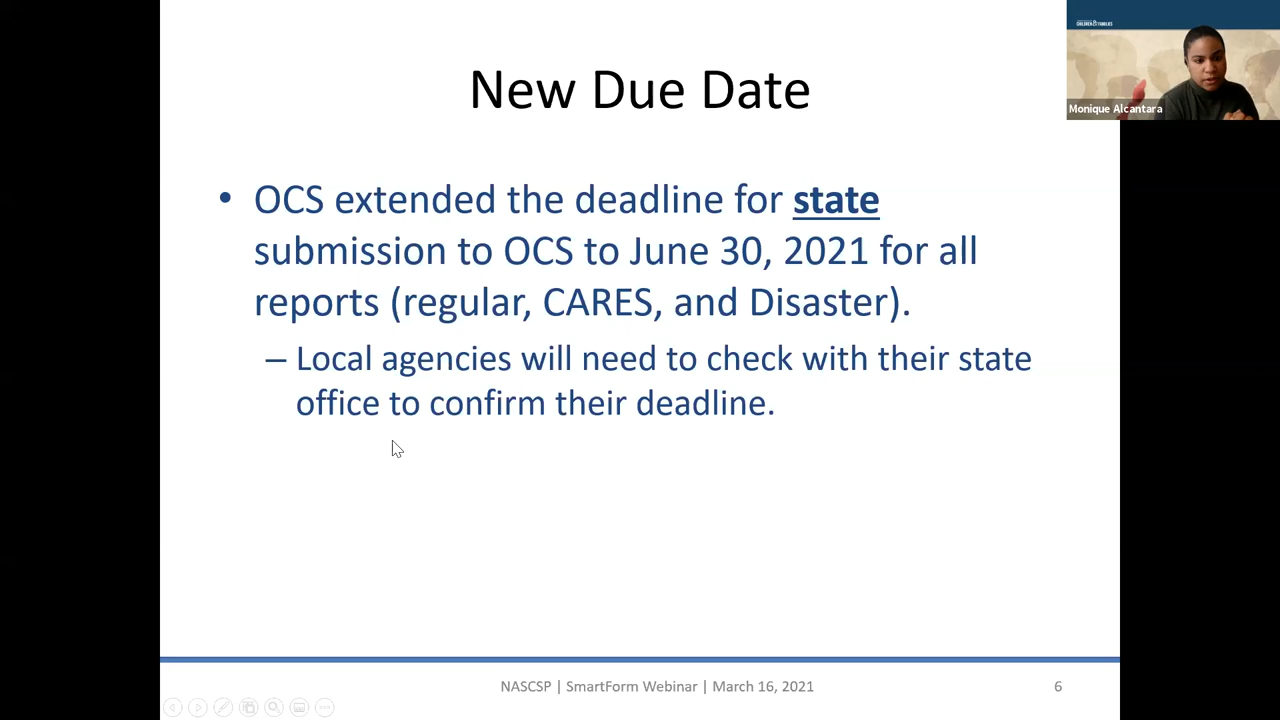 CHILDREN & FAMILIES
Monique Alcantara
New Due Date
• OCS extended the deadline for state
submission to OCS to June 30, 2021 for all
reports (regular, CARES, and Disaster).
– Local agencies will need to check with their state
office to confirm their deadline.
NASCSP | SmartForm Webinar | March 16, 2021
6